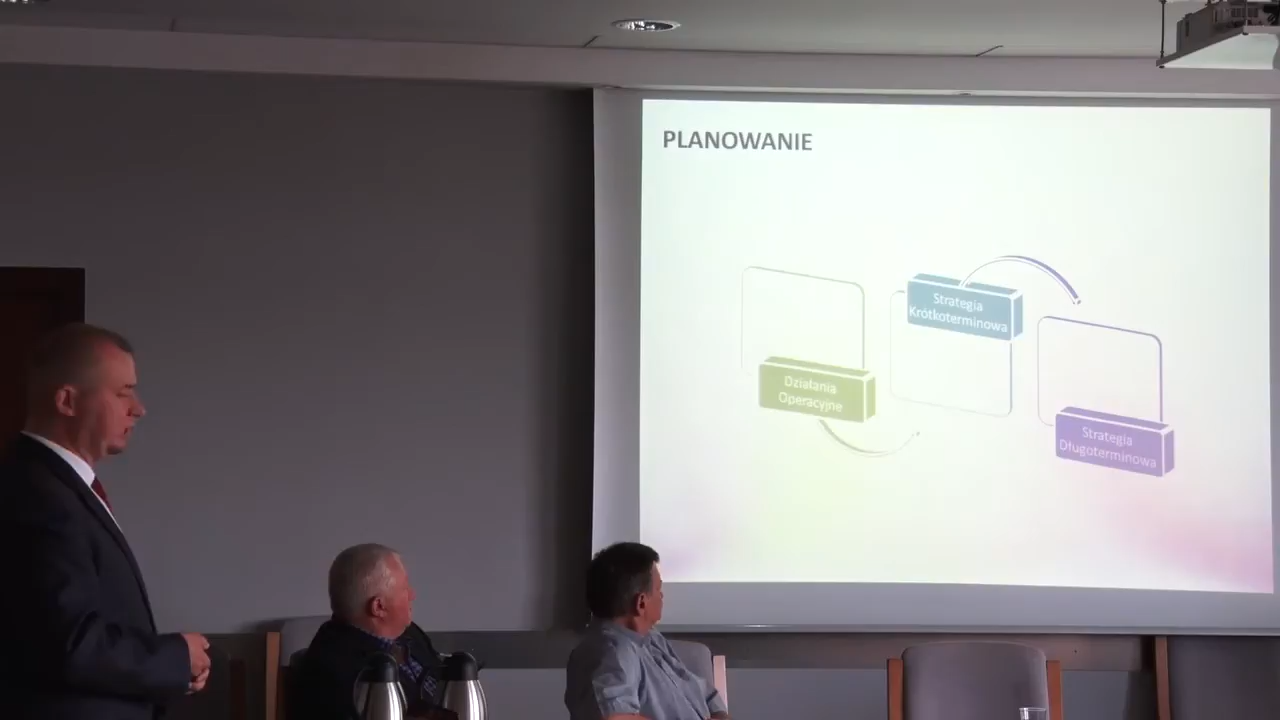 PLANOWANIE
Działania
Operacyjne
Strategia
Krótkoterminowa
Strategia
Długoterminowa